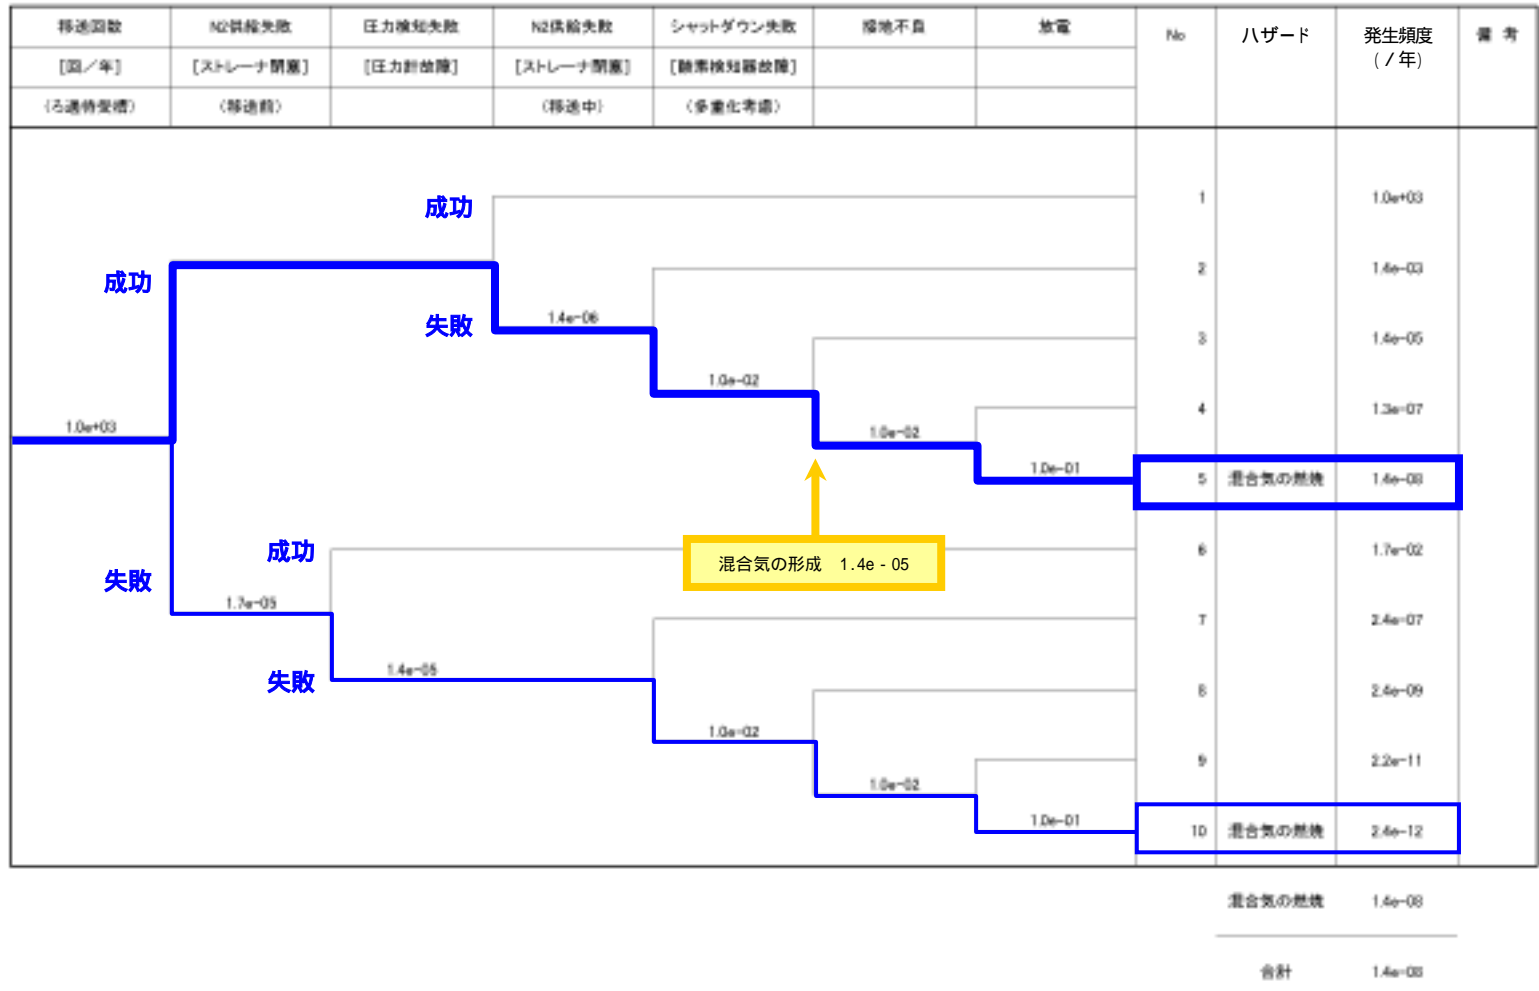 移送回数 N2供給失敗 圧力検知失敗 N2供給失敗 シャットダウン失敗 接地不良 放電 No ハザード 発生頻度 備 考
(/年)
[回/年] [ストレーナ閉塞] [圧力計故障] [ストレーナ閉塞] [酸素検知器故障]
(ろ過待受槽) (移送前) (移送中) (多重化考慮)
成功 1 1.0e+03
成功 2 1.4e-03
失敗 1.4e-06 3 1.4e-05
1.0e-02
4 1.3e-07
1.0e+03 1.0e-02
1.0e-01 5 混合気の燃焼 1.4e-08
成功 6 1.7e-02
混合気の形成 1.4e-05
失敗 1.7e-05
7 2.4e-07
失敗 1.4e-05 8 2.4e-09
1.0e-02
9 2.2e-11
1.0e-02
1.0e-01 10 混合気の燃焼 2.4e-12
混合気の燃焼 1.4e-08
合計 1.4e-08